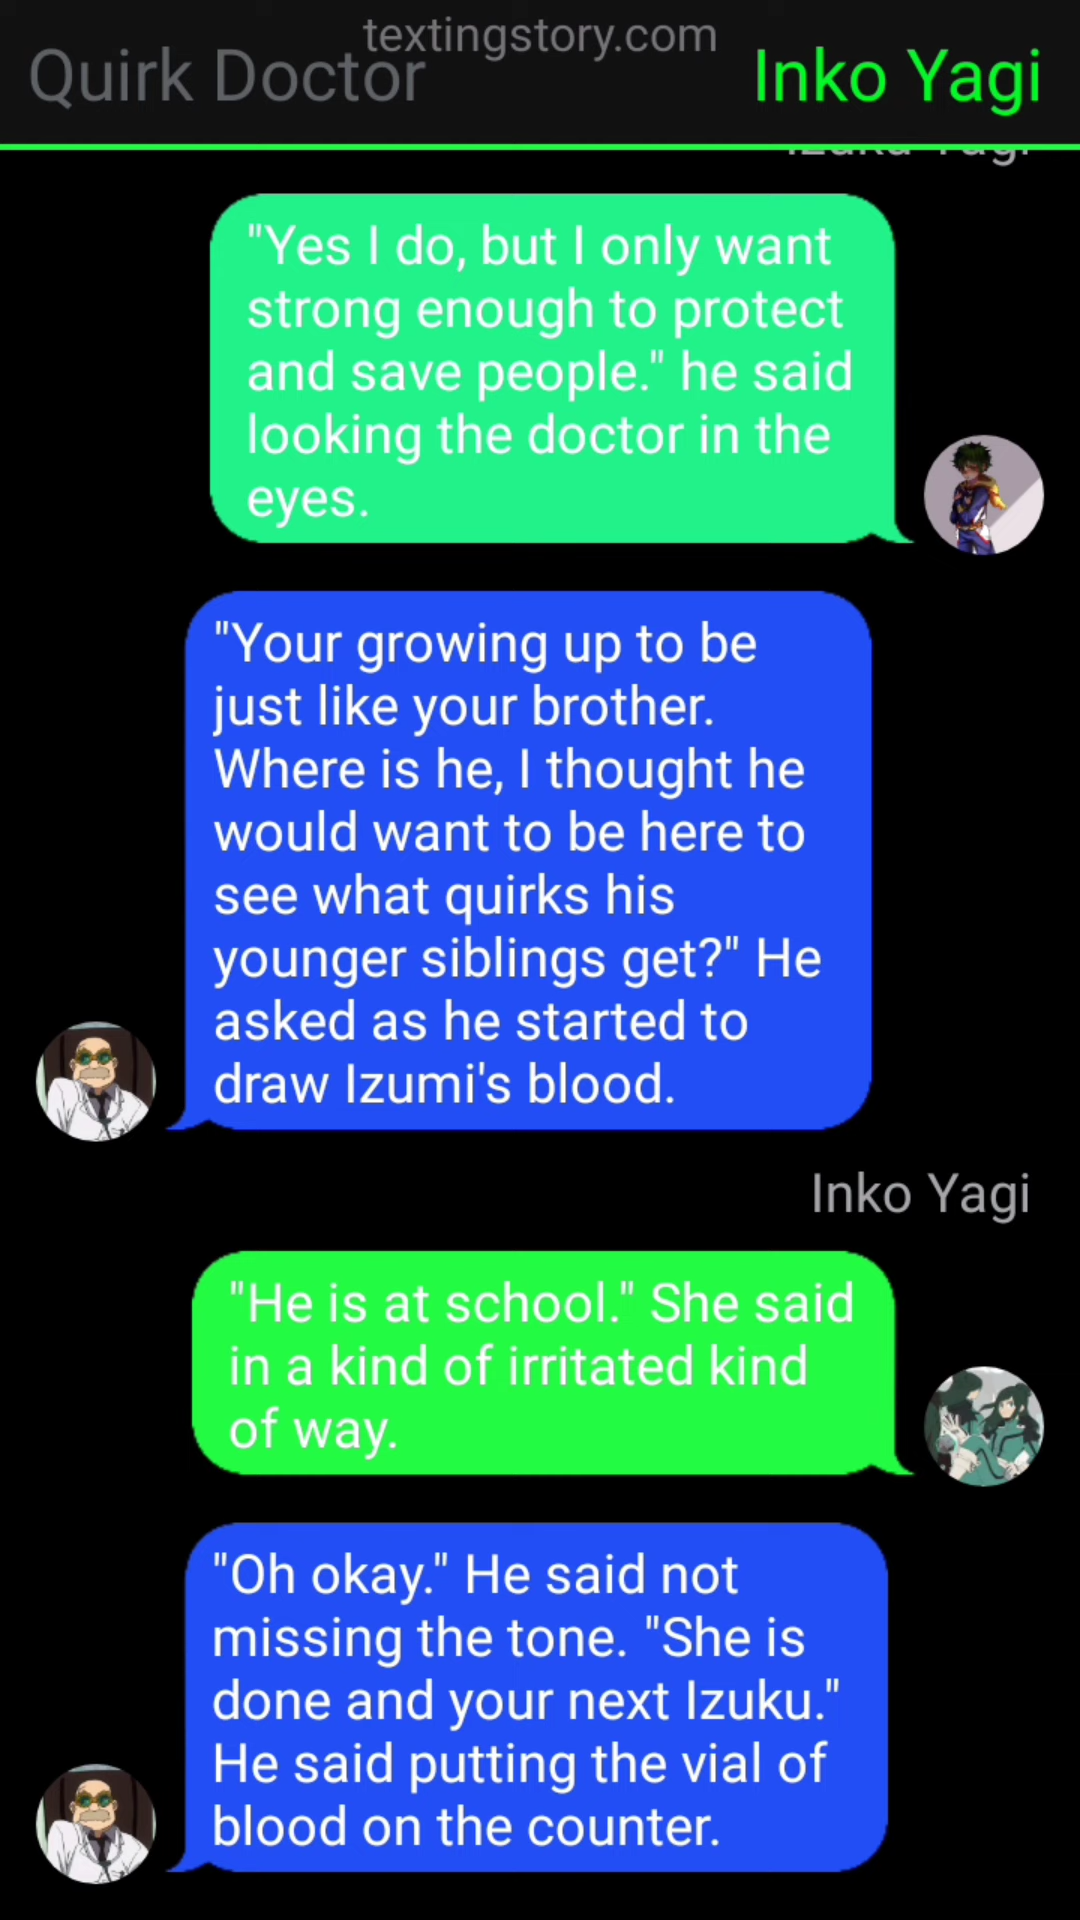 textingstory.com
Quirk Doctor
Inko Yagi
Izuku Yagi
"Yes I do, but I only want
strong enough to protect
and save people." he said
looking the doctor in the
eyes.
"Your growing up to be
just like your brother.
Where is he, I thought he
would want to be here to
see what quirks his
younger siblings get?" He
asked as he started to
draw Izumi's blood.
Inko Yagi
"He is at school." She said
in a kind of irritated kind
of way.
"Oh okay." He said not
missing the tone. "She is
done and your next Izuku."
He said putting the vial of
blood on the counter.